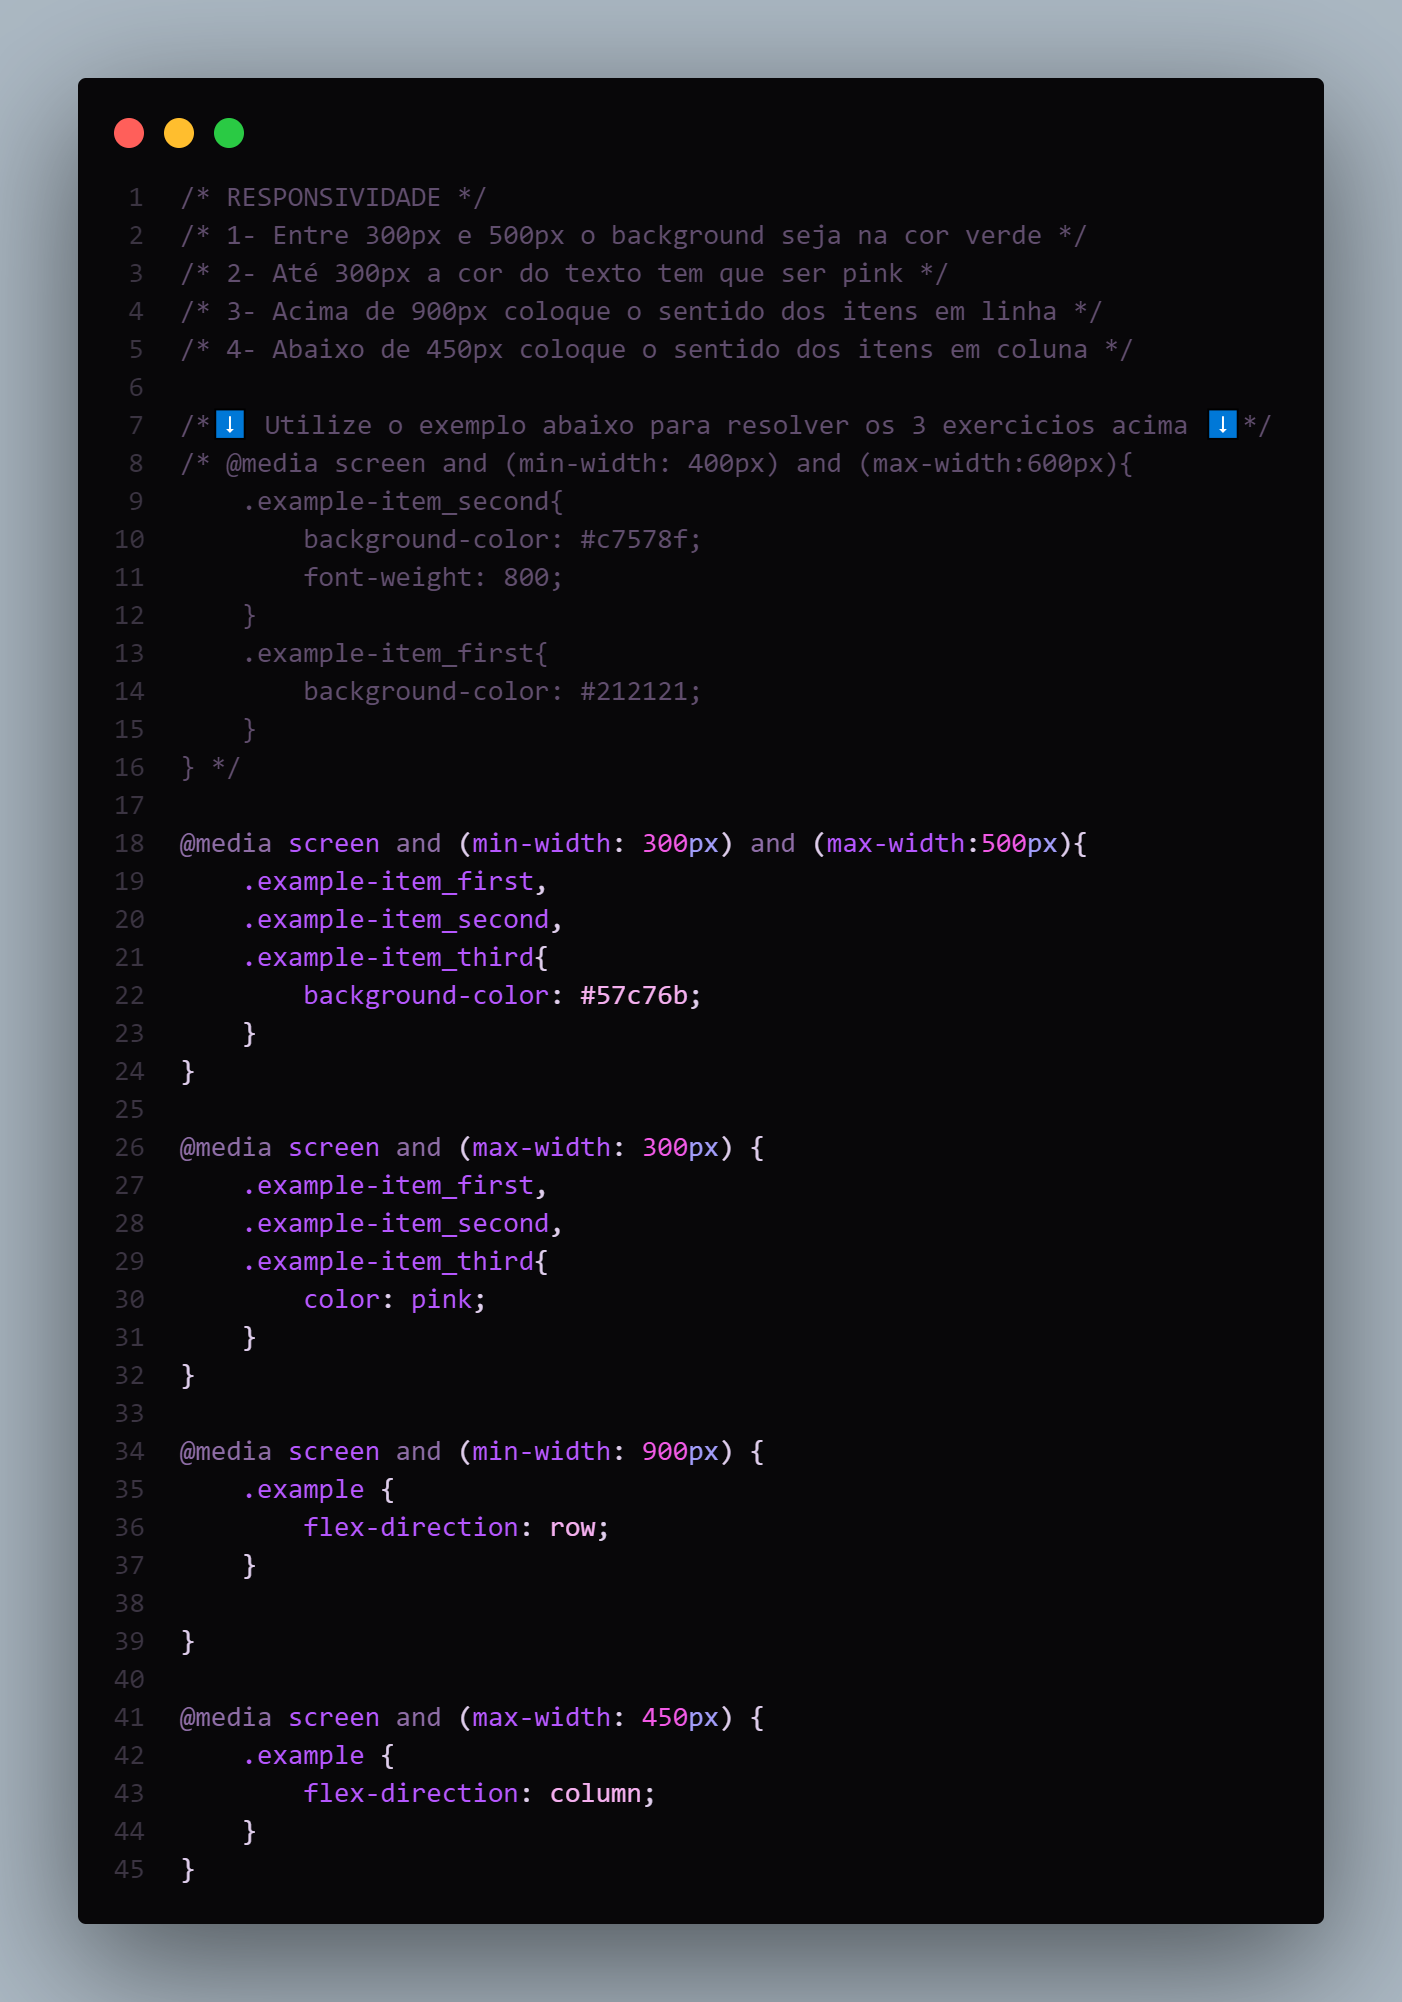 1 /* RESPONSIVIDADE */
2 /* 1- Entre 300px e 500px o background seja na cor verde */
3 /* 2- Até 300px a cor do texto tem que ser pink */
4 /* 3- Acima de 900px coloque o sentido dos itens em linha */
5 /* 4- Abaixo de 450px coloque o sentido dos itens em coluna */
6
7 /*⬇️ Utilize o exemplo abaixo para resolver os 3 exercicios acima ⬇️*/
8 /* @media screen and (min-width: 400px) and (max-width:600px){
9     .example-item_second{
10         background-color: #c7578f;
11         font-weight: 800;
12     }
13     .example-item_first{
14         background-color: #212121;
15     }
16 } */
17
18 @media screen and (min-width: 300px) and (max-width:500px){
19     .example-item_first,
20     .example-item_second,
21     .example-item_third{
22         background-color: #57c76b;
23     }
24 }
25
26 @media screen and (max-width: 300px) {
27     .example-item_first,
28     .example-item_second,
29     .example-item_third{
30         color: pink;
31     }
32 }
33
34 @media screen and (min-width: 900px) {
35     .example {
36         flex-direction: row;
37     }
38
39 }
40
41 @media screen and (max-width: 450px) {
42     .example {
43         flex-direction: column;
44     }
45 }